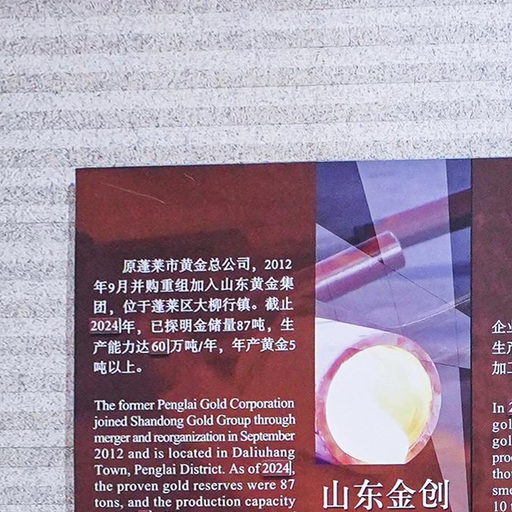 原蓬莱市黄金总公司，2012
年9月并购重组加入山东黄金集
团，位于蓬莱区大柳行镇。截止
2024年，已探明金储量87吨，生
产能力达60万吨/年，年产黄金5
吨以上。
The former Penglai Gold Corporation
joined Shandong Gold Group through
merger and reorganization in September
2012 and is located in Daliuhang
Town, Penglai District. As of 2024,
the proven gold reserves were 87
tons, and the production capacity
山东金创
企业
生产
加工
In 2
gol
gol
pro
tho
sme
10